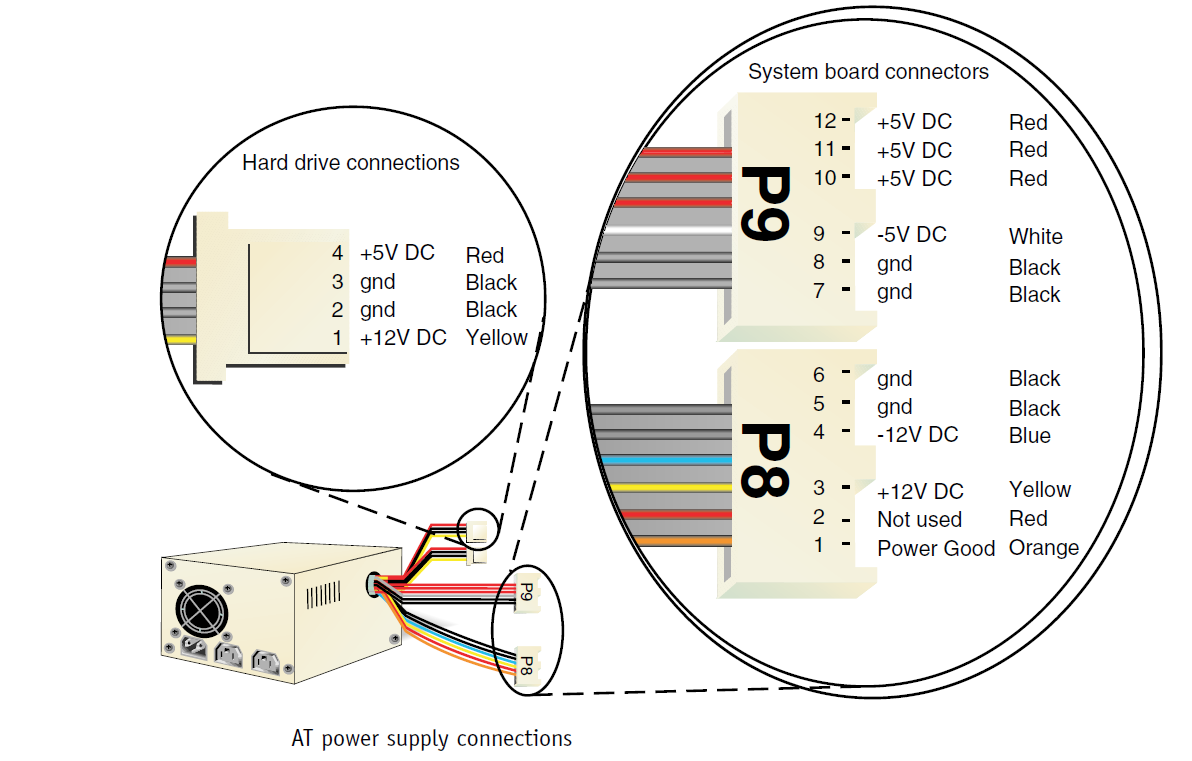 System board connectors
12 - +5V DC Red
11 - +5V DC Red
10 - +5V DC Red
9 - -5V DC White
8 - gnd Black
7 - gnd Black
P9
6 - gnd Black
5 - gnd Black
4 - -12V DC Blue
3 - +12V DC Yellow
2 - Not used Red
1 - Power Good Orange
P8
Hard drive connections
4 +5V DC Red
3 gnd Black
2 gnd Black
1 +12V DC Yellow
P9
P8
AT power supply connections